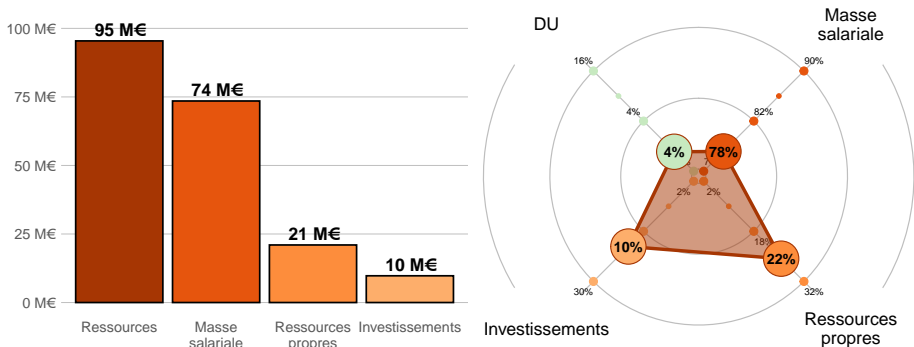 100 M€
75 M€
50 M€
25 M€
0 M€
95 M€
74 M€
21 M€
10 M€
Ressources
Masse
salariale
Ressources
propres
Investissements
DU
Masse
salariale
16%
90%
4%
82%
4%
78%
2%
2%
18%
10%
22%
30%
32%
Investissements
Ressources
propres